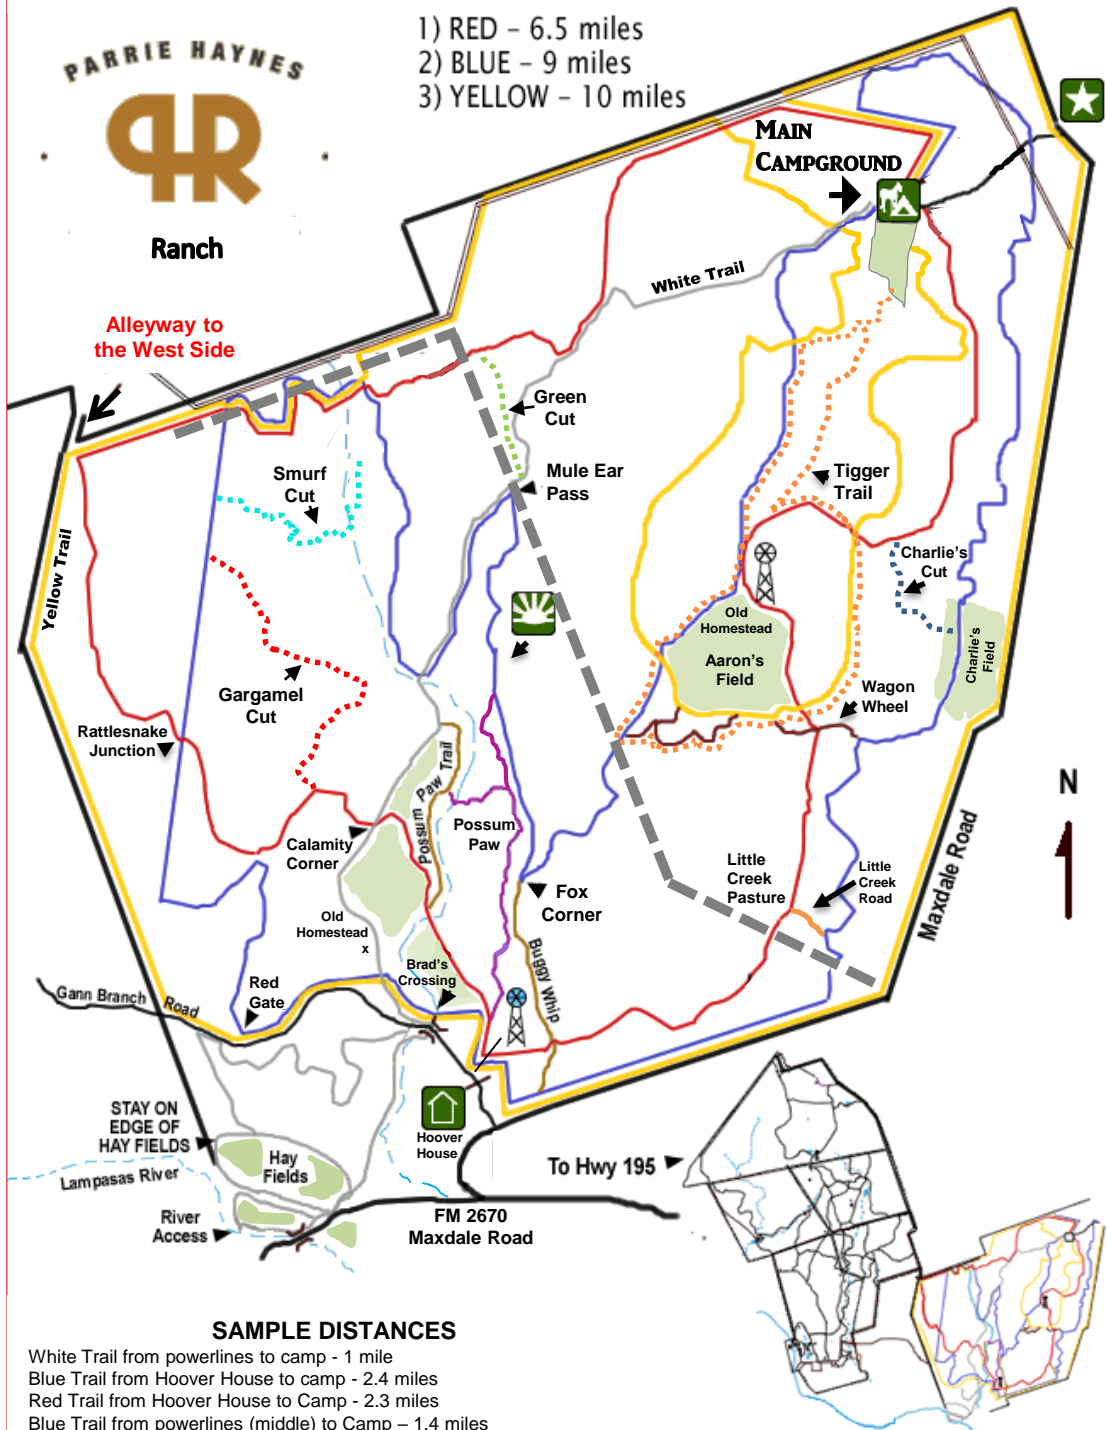 PARRIE HAYNES
PHR
Ranch
1) RED – 6.5 miles
2) BLUE – 9 miles
3) YELLOW – 10 miles
MAIN
CAMPGROUND
White Trail
Alleyway to
the West Side
Green
Cut
Mule Ear
Pass
Smurf
Cut
Tigger
Trail
Yellow Trail
Charlie's
Cut
Old
Homestead
Aaron's
Field
Charlie's
Field
Gargamel
Cut
Wagon
Wheel
Rattlesnake
Junction
Possum Paw Trail
Possum
Paw
Calamity
Corner
Little
Creek
Pasture
Little
Creek
Road
Maxdale Road
N
Fox
Corner
Old
Homestead
x
Buggy Whip
Brad's
Crossing
Red
Gate
Gann Branch Road
Hoover
House
STAY ON
EDGE OF
HAY FIELDS
Hay
Fields
Lampasas River
River
Access
To Hwy 195
FM 2670
Maxdale Road
SAMPLE DISTANCES
White Trail from powerlines to camp - 1 mile
Blue Trail from Hoover House to camp - 2.4 miles
Red Trail from Hoover House to Camp - 2.3 miles
Blue Trail from powerlines (middle) to Camp – 1.4 miles